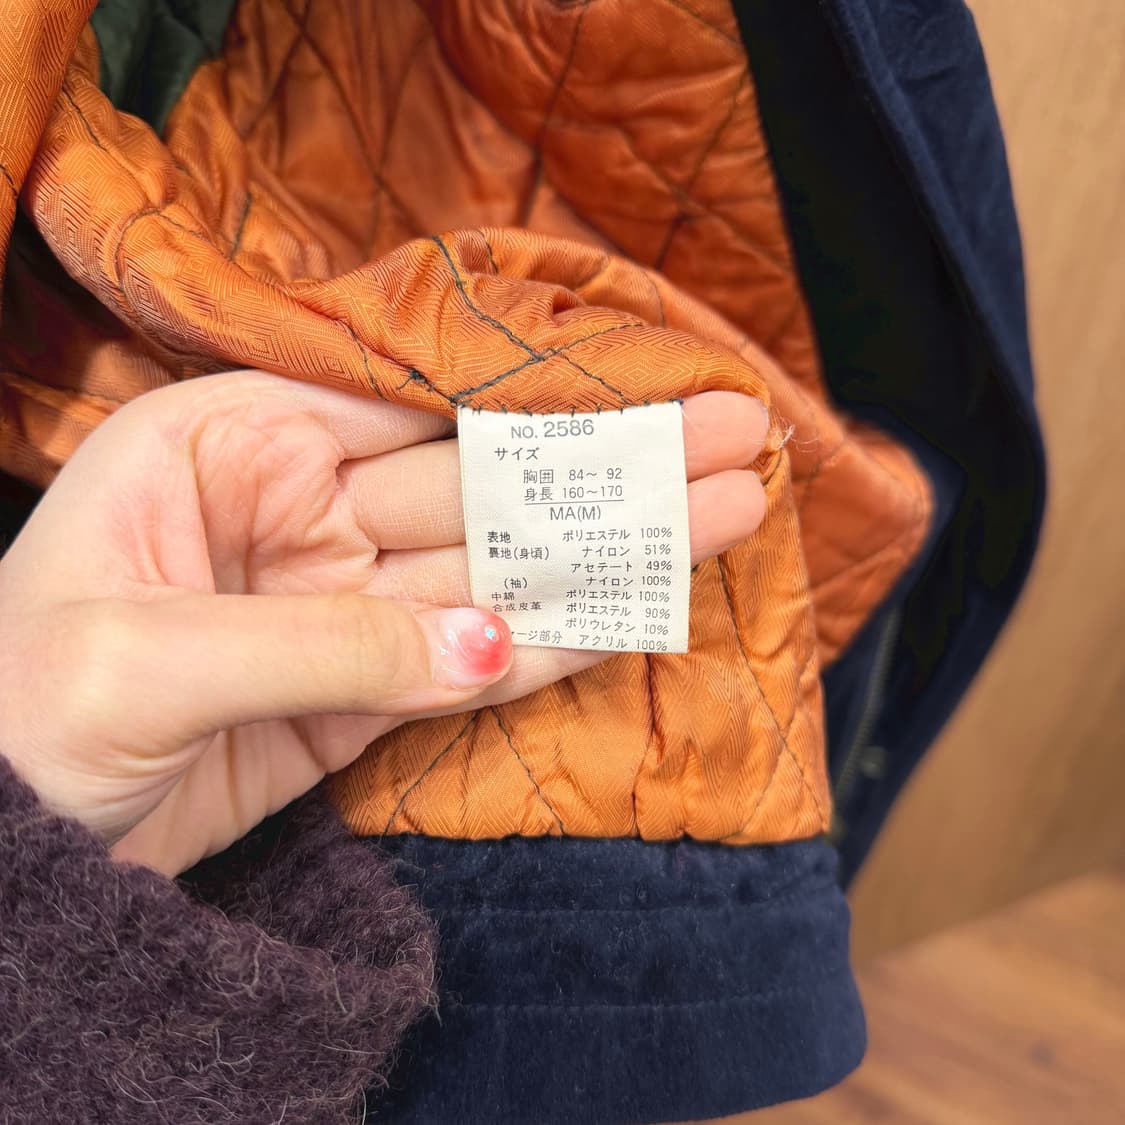 NO. 2586
サイズ
胸囲 84〜 92
身長 160〜170
MA(M)
表地 ポリエステル 100%
裏地(身頃) ナイロン 51%
アセテート 49%
(袖) ナイロン 100%
中綿 ポリエステル 100%
合成皮革 ポリエステル 90%
ポリウレタン 10%
ージ部分 アクリル 100%